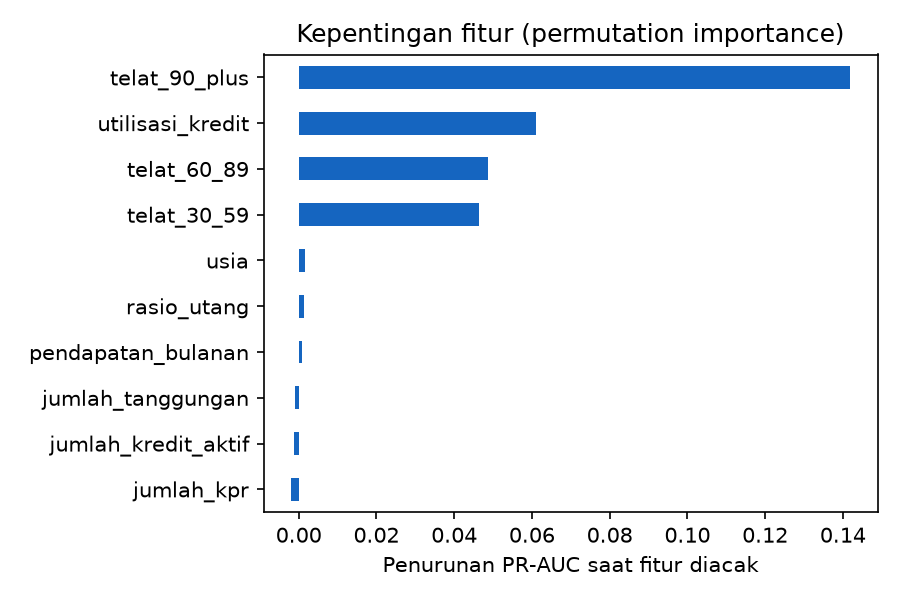 Kepentingan fitur (permutation importance)
telat_90_plus
utilisasi_kredit
telat_60_89
telat_30_59
usia
rasio_utang
pendapatan_bulanan
jumlah_tanggungan
jumlah_kredit_aktif
jumlah_kpr
0.00 0.02 0.04 0.06 0.08 0.10 0.12 0.14
Penurunan PR-AUC saat fitur diacak